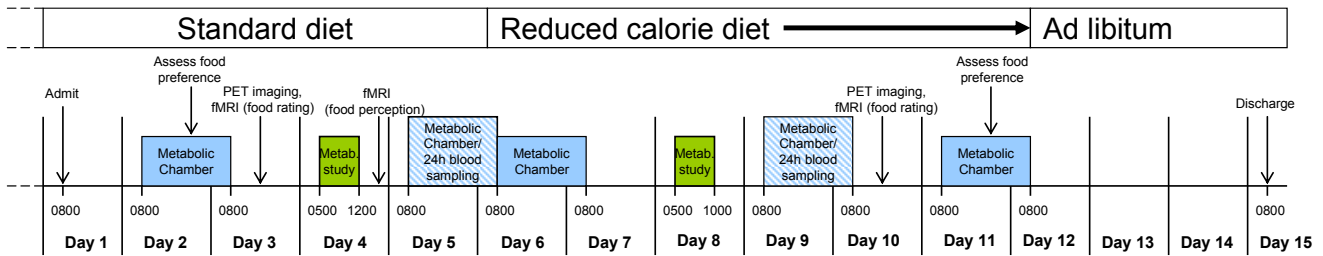 Standard diet
Reduced calorie diet
Ad libitum
Admit
Assess food
preference
PET imaging,
fMRI (food rating)
fMRI
(food perception)
PET imaging,
fMRI (food rating)
Assess food
preference
Discharge
Metabolic
Chamber
Metab.
study
Metabolic
Chamber/
24h blood
sampling
Metabolic
Chamber
Metab.
study
Metabolic
Chamber/
24h blood
sampling
Metabolic
Chamber
0800 0800 0800 0500 1200 0800 0800 0800 0500 1000 0800 0800 0800 0800 0800
Day 1 Day 2 Day 3 Day 4 Day 5 Day 6 Day 7 Day 8 Day 9 Day 10 Day 11 Day 12 Day 13 Day 14 Day 15